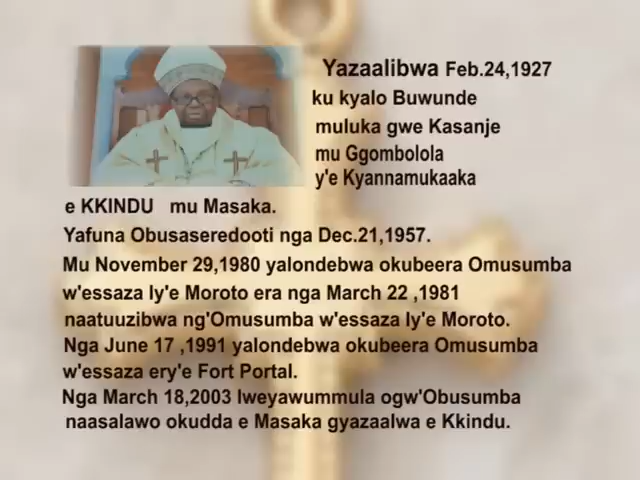 Yazaalibwa Feb.24,1927
ku kyalo Buwunde
muluka gwe Kasanje
mu Ggombolola
y'e Kyannamukaaka
e KKINDU mu Masaka.
Yafuna Obusaseredooti nga Dec.21,1957.
Mu November 29,1980 yalondebwa okubeera Omusumba
w'essaza ly'e Moroto era nga March 22 ,1981
naatuuzibwa ng'Omusumba w'essaza ly'e Moroto.
Nga June 17 ,1991 yalondebwa okubeera Omusumba
w'essaza ery'e Fort Portal.
Nga March 18,2003 lweyawummula ogw'Obusumba
naasalawo okudda e Masaka gyazaalwa e Kkindu.